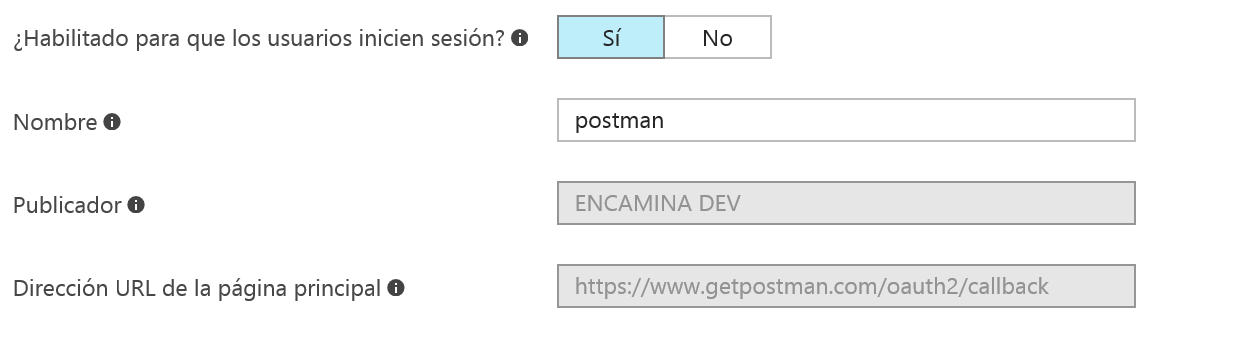 ¿Habilitado para que los usuarios inicien sesión? Sí No
Nombre postman
Publicador ENCAMINA DEV
Dirección URL de la página principal https://www.getpostman.com/oauth2/callback